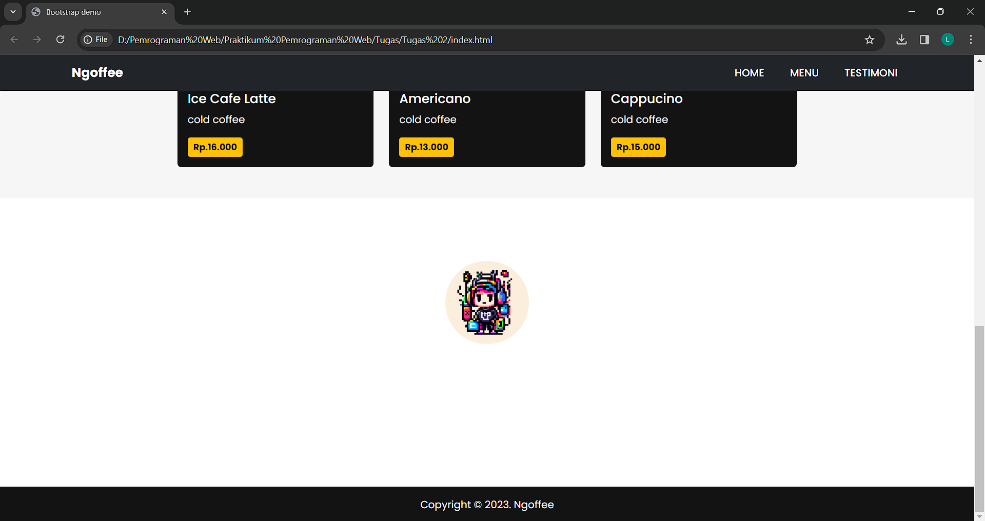 Bootstrap demo
File
D:/Pemrograman%20Web/Praktikum%20Pemrograman%20Web/Tugas/Tugas%202/index.html
L
Ngoffee
HOME MENU TESTIMONI
Ice Cafe Latte
cold coffee
Rp.16.000
Americano
cold coffee
Rp.13.000
Cappucino
cold coffee
Rp.15.000
Copyright © 2023. Ngoffee